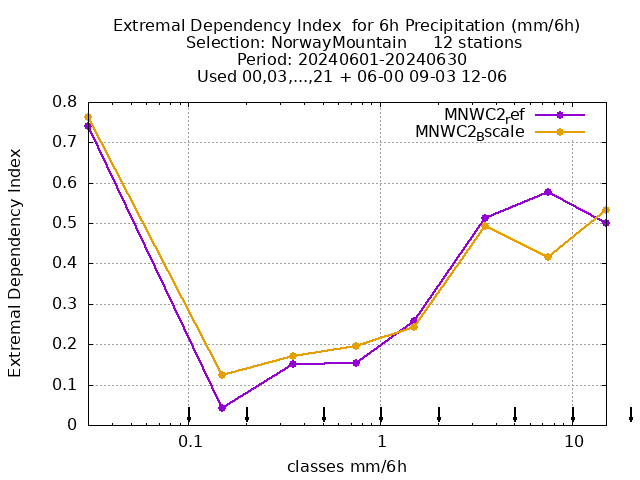 Extremal Dependency Index  for 6h Precipitation (mm/6h)
Selection: NorwayMountain     12 stations
Period: 20240601-20240630
Used 00,03,...,21 + 06-00 09-03 12-06
MNWC2_ref
MNWC2_Bscale
0.8
0.7
0.6
0.5
0.4
0.3
0.2
0.1
0
Extremal Dependency Index
0.1 1 10
classes mm/6h